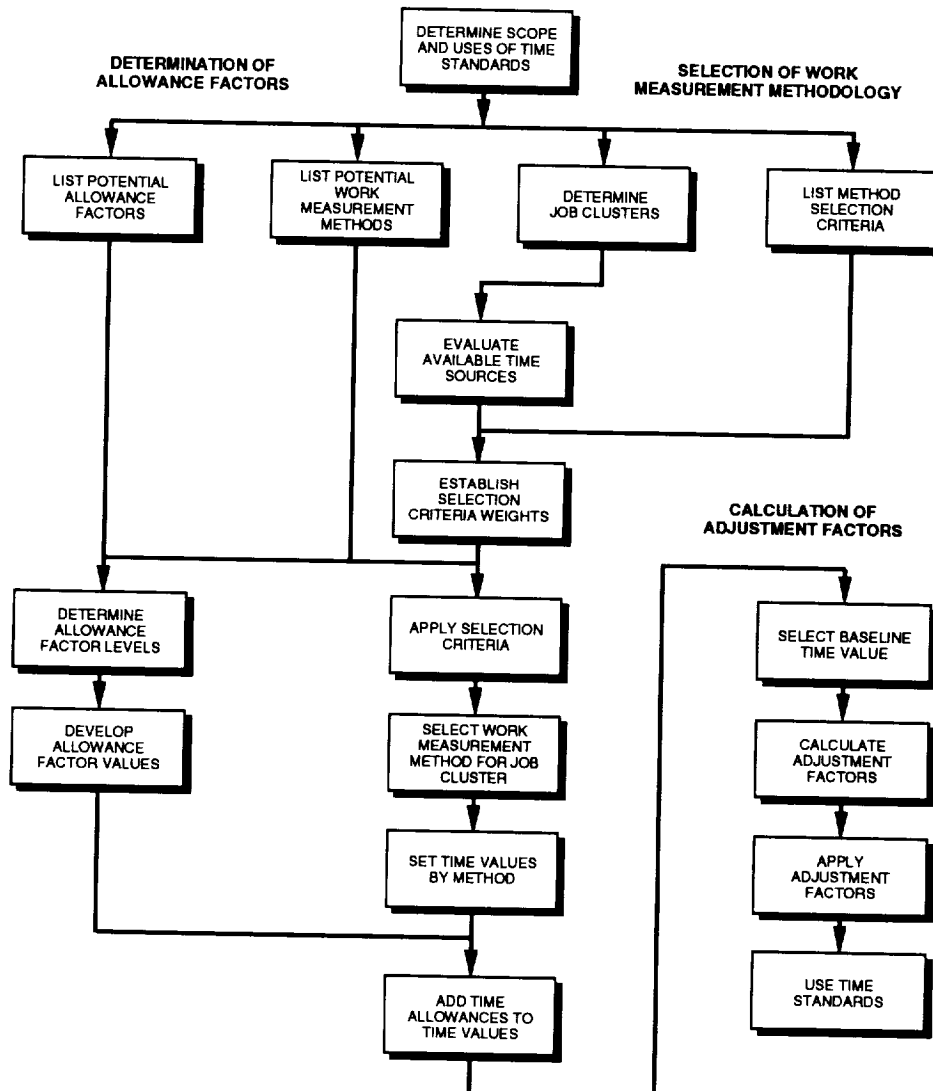 DETERMINE SCOPE
AND USES OF TIME
STANDARDS
DETERMINATION OF
ALLOWANCE FACTORS
SELECTION OF WORK
MEASUREMENT METHODOLOGY
LIST POTENTIAL
ALLOWANCE
FACTORS
LIST POTENTIAL
WORK
MEASUREMENT
METHODS
DETERMINE
JOB CLUSTERS
LIST METHOD
SELECTION
CRITERIA
EVALUATE
AVAILABLE TIME
SOURCES
ESTABLISH
SELECTION
CRITERIA WEIGHTS
CALCULATION OF
ADJUSTMENT FACTORS
DETERMINE
ALLOWANCE
FACTOR LEVELS
APPLY SELECTION
CRITERIA
SELECT BASELINE
TIME VALUE
DEVELOP
ALLOWANCE
FACTOR VALUES
SELECT WORK
MEASUREMENT
METHOD FOR JOB
CLUSTER
CALCULATE
ADJUSTMENT
FACTORS
SET TIME VALUES
BY METHOD
APPLY
ADJUSTMENT
FACTORS
ADD TIME
ALLOWANCES TO
TIME VALUES
USE TIME
STANDARDS